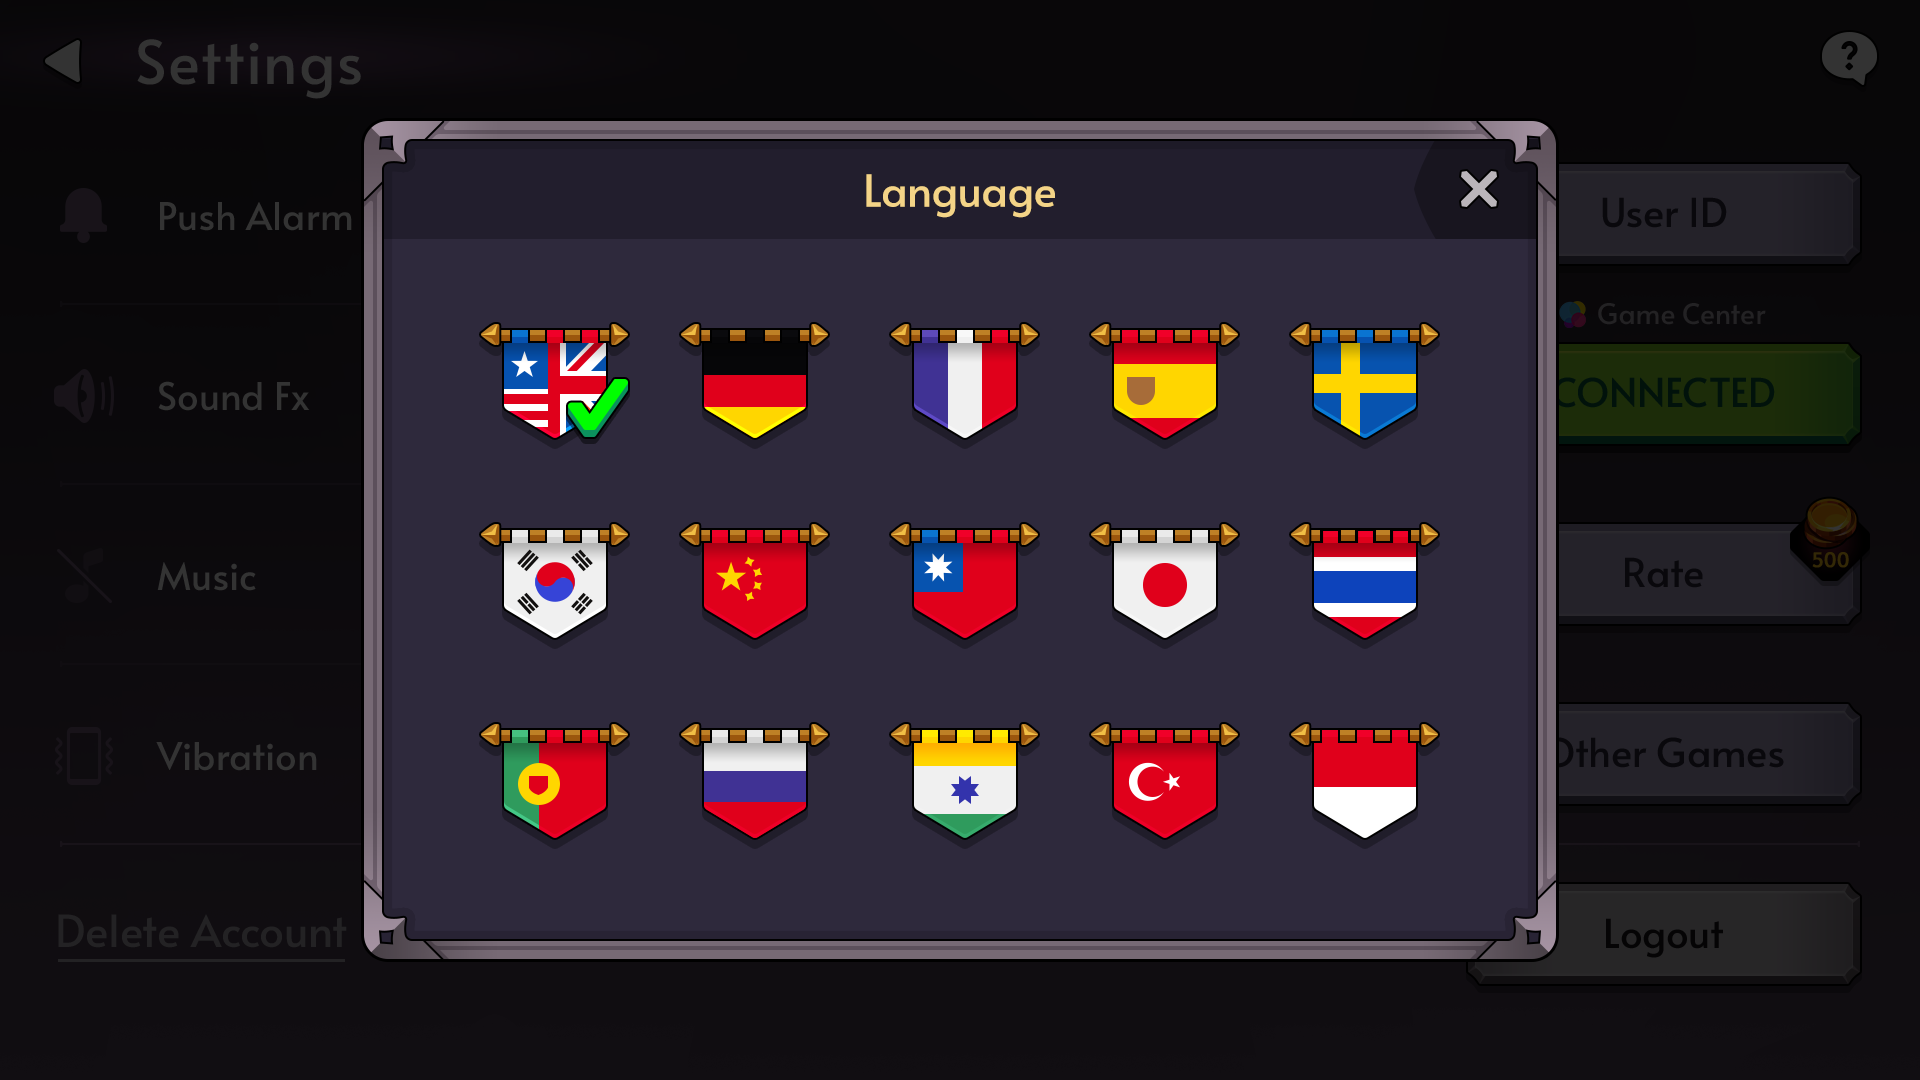 Settings
?
Language
Push Alarm
User ID
Game Center
Sound Fx
CONNECTED
500
Music
Rate
Vibration
Other Games
Delete Account
Logout